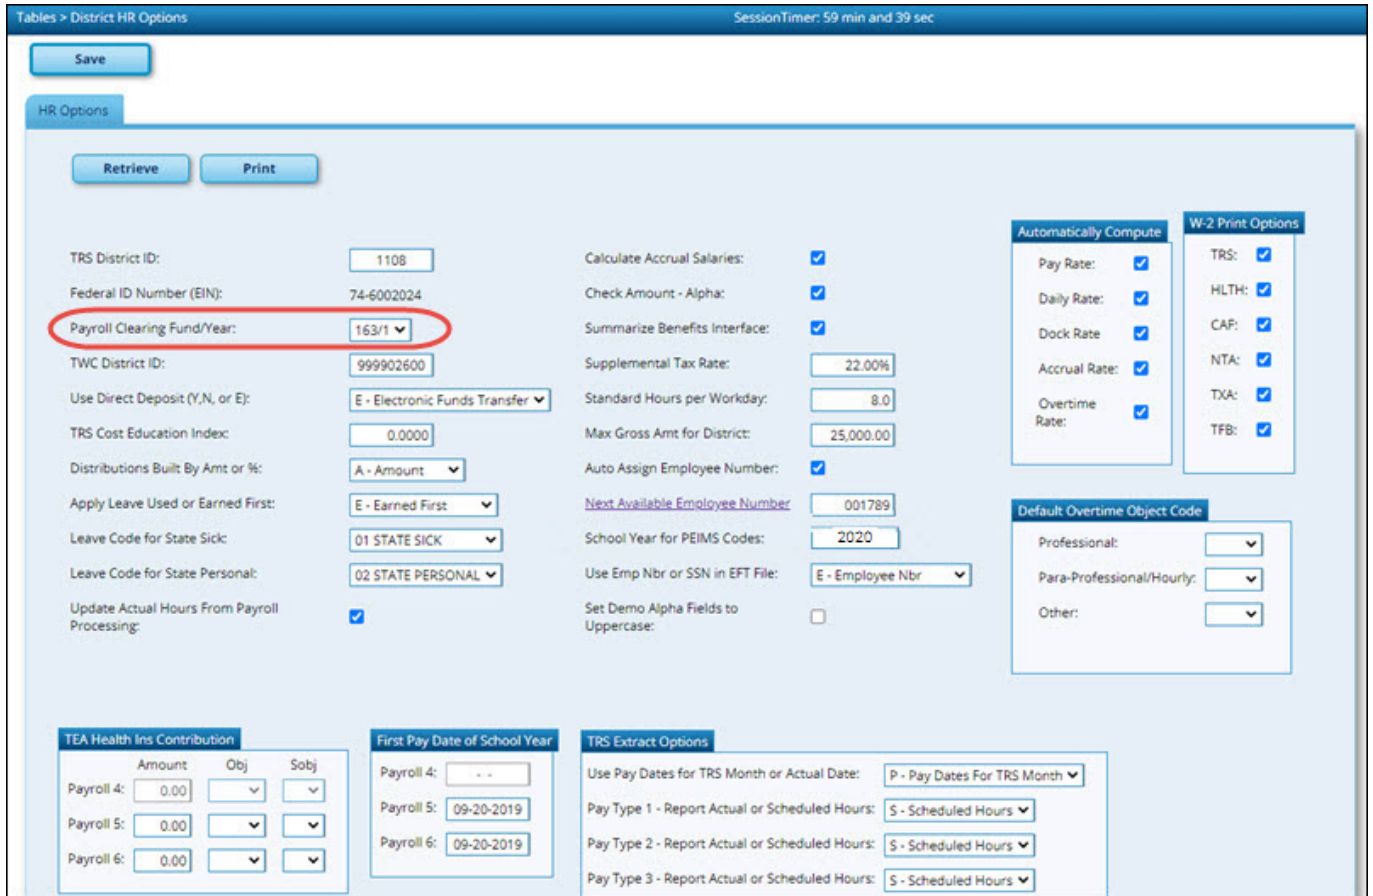 Tables > District HR Options SessionTimer: 59 min and 39 sec
Save
HR Options
Retrieve Print
TRS District ID: 1108
Federal ID Number (EIN): 74-6002024
Payroll Clearing Fund/Year: 163/1
TWC District ID: 999902600
Use Direct Deposit (Y,N, or E): E - Electronic Funds Transfer
TRS Cost Education Index: 0.0000
Distributions Built By Amt or %: A - Amount
Apply Leave Used or Earned First: E - Earned First
Leave Code for State Sick: 01 STATE SICK
Leave Code for State Personal: 02 STATE PERSONAL
Update Actual Hours From Payroll
Processing:
Calculate Accrual Salaries:
Check Amount - Alpha:
Summarize Benefits Interface:
Supplemental Tax Rate: 22.00%
Standard Hours per Workday: 8.0
Max Gross Amt for District: 25,000.00
Auto Assign Employee Number:
Next Available Employee Number 001789
School Year for PEIMS Codes: 2020
Use Emp Nbr or SSN in EFT File: E - Employee Nbr
Set Demo Alpha Fields to
Uppercase:
Automatically Compute
Pay Rate:
Daily Rate:
Dock Rate
Accrual Rate:
Overtime
Rate:
W-2 Print Options
TRS:
HLTH:
CAF:
NTA:
TXA:
TFB:
Default Overtime Object Code
Professional:
Para-Professional/Hourly:
Other:
TEA Health Ins Contribution
Amount Obj Sobj
Payroll 4: 0.00
Payroll 5: 0.00
Payroll 6: 0.00
First Pay Date of School Year
Payroll 4: - -
Payroll 5: 09-20-2019
Payroll 6: 09-20-2019
TRS Extract Options
Use Pay Dates for TRS Month or Actual Date: P - Pay Dates For TRS Month
Pay Type 1 - Report Actual or Scheduled Hours: S - Scheduled Hours
Pay Type 2 - Report Actual or Scheduled Hours: S - Scheduled Hours
Pay Type 3 - Report Actual or Scheduled Hours: S - Scheduled Hours